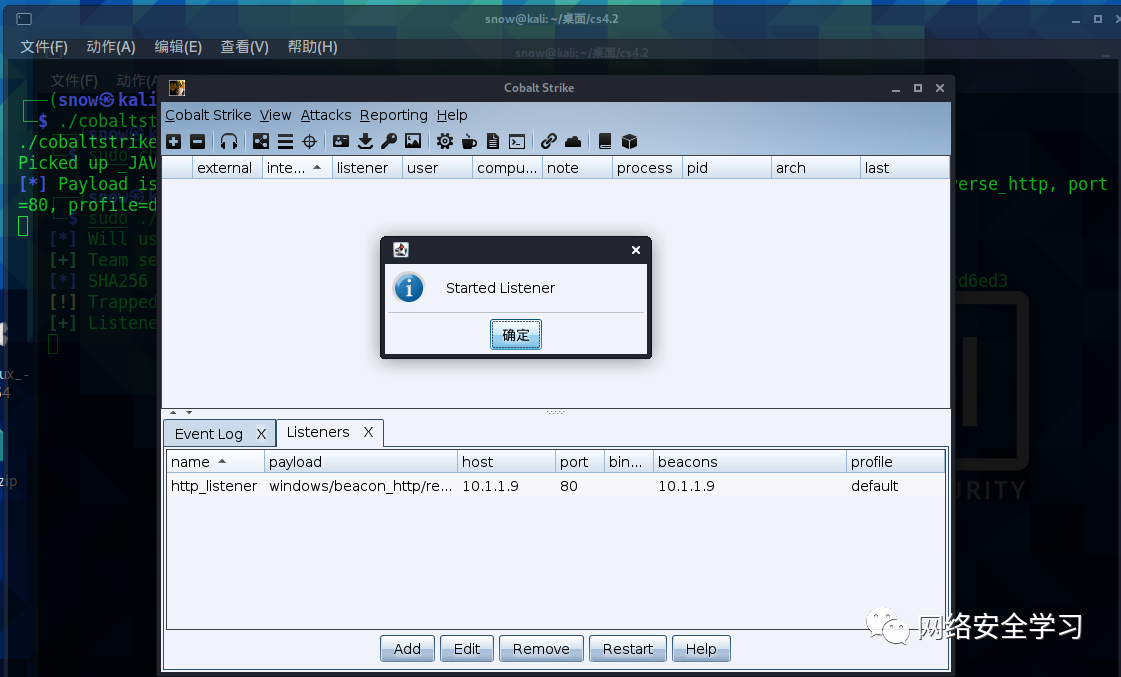 snow@kali: ~/桌面/cs4.2
文件(F) 动作(A) 编辑(E) 查看(V) 帮助(H)
snow@kali: ~/桌面/cs4.2
文件(F) 动作(A
Cobalt Strike
(snow㉿kali
$ ./cobaltst
./cobaltstrike
Picked up _JAV
[*] Payload is erse_http, port
=80, profile=d
$ sudo ./
[*] Will us
[+] Team se
[*] SHA256 d6ed3
[!] Trapped
[+] Listene
Cobalt Strike View Attacks Reporting Help
external inte... listener user compu... note process pid arch last
Started Listener
确定
Event Log X Listeners X
name payload host port bin... beacons profile
http_listener windows/beacon_http/re... 10.1.1.9 80 10.1.1.9 default
Add Edit Remove Restart Help
ux_-
64
zip
URITY
网络安全学习